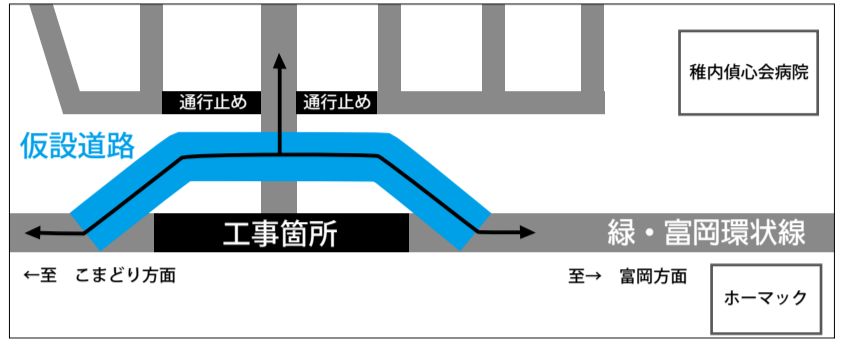 稚内偵心会病院
通行止め
通行止め
仮設道路
工事箇所
緑・富岡環状線
←至　こまどり方面
至→　富岡方面
ホーマック